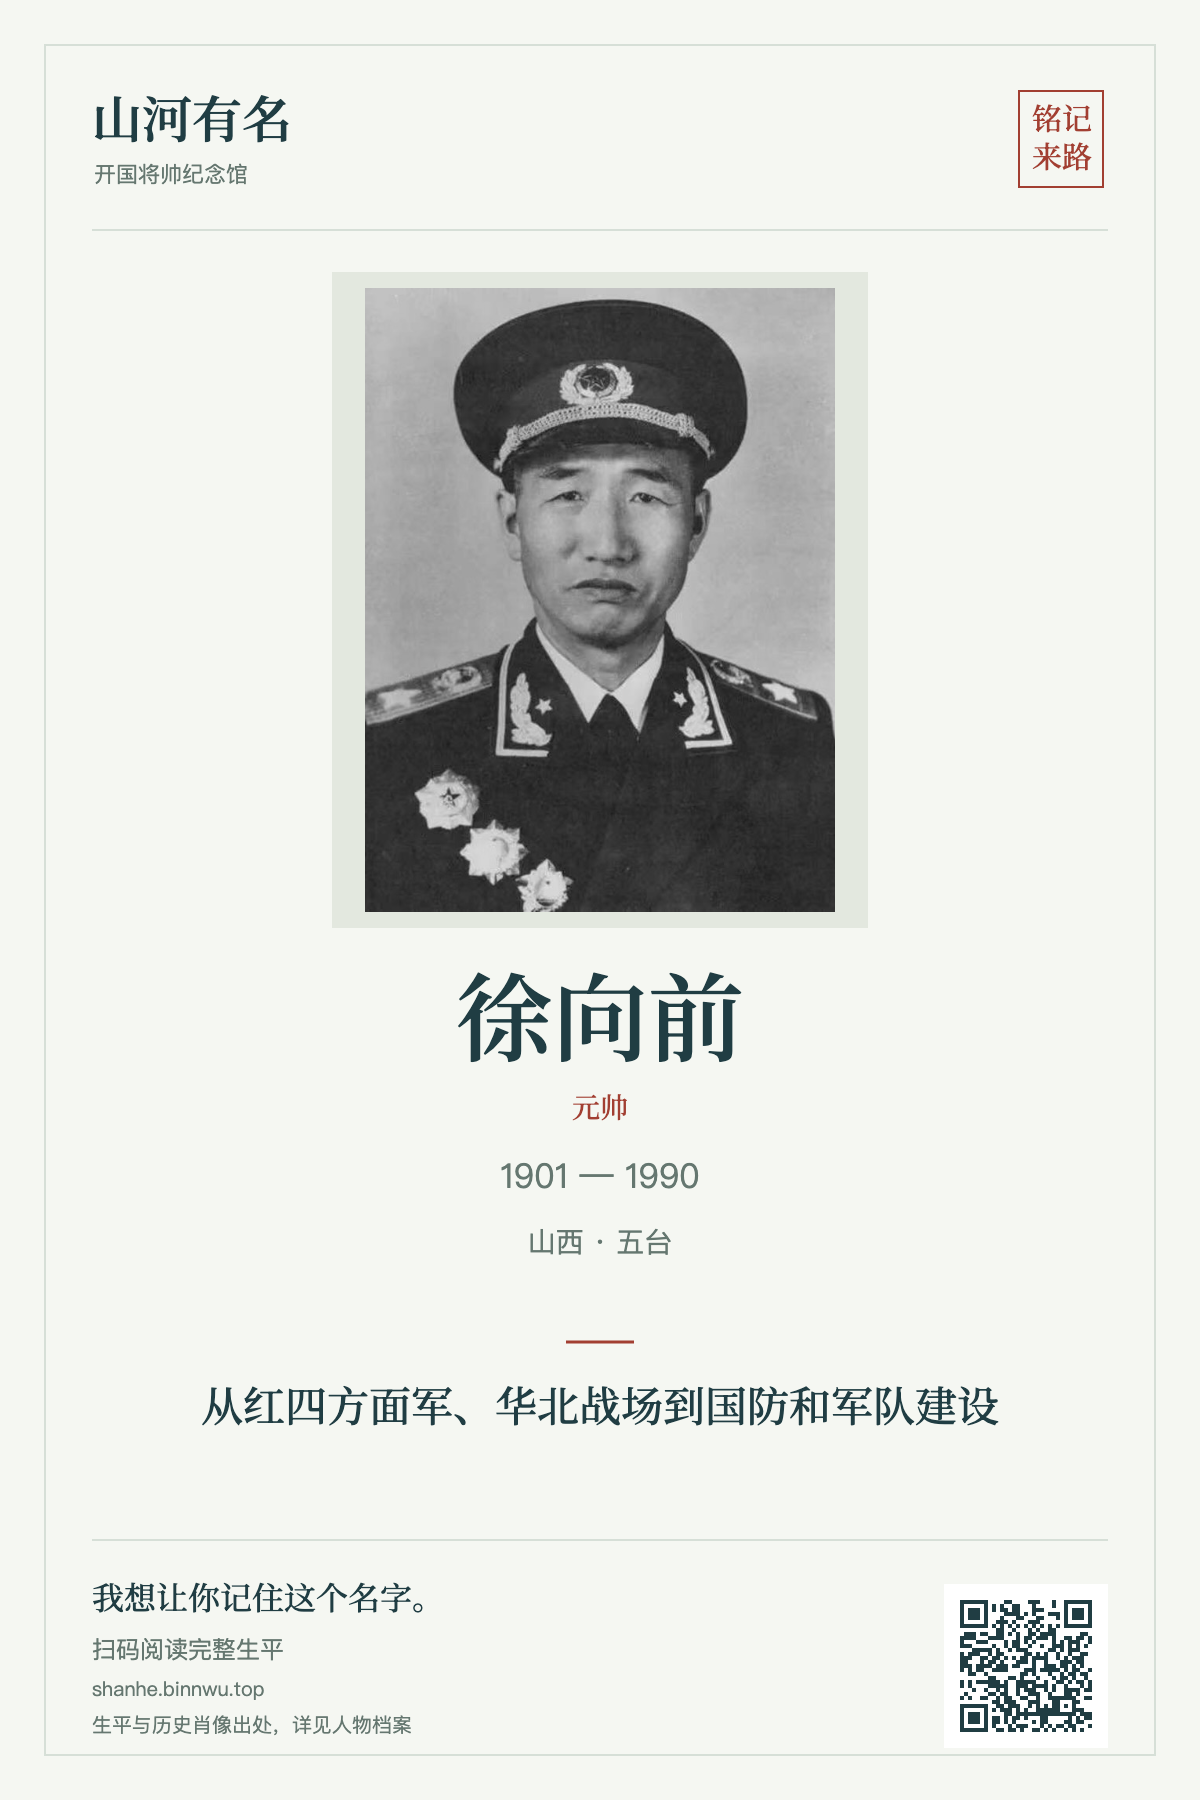 山河有名
开国将帅纪念馆
铭记
来路
徐向前
元帅
1901 — 1990
山西 · 五台
从红四方面军、华北战场到国防和军队建设
我想让你记住这个名字。
扫码阅读完整生平
shanhe.binnwu.top
生平与历史肖像出处，详见人物档案